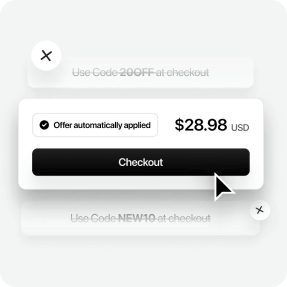 Use Code 20OFF at checkout
Offer automatically applied
$28.98 USD
Checkout
Use Code NEW10 at checkout